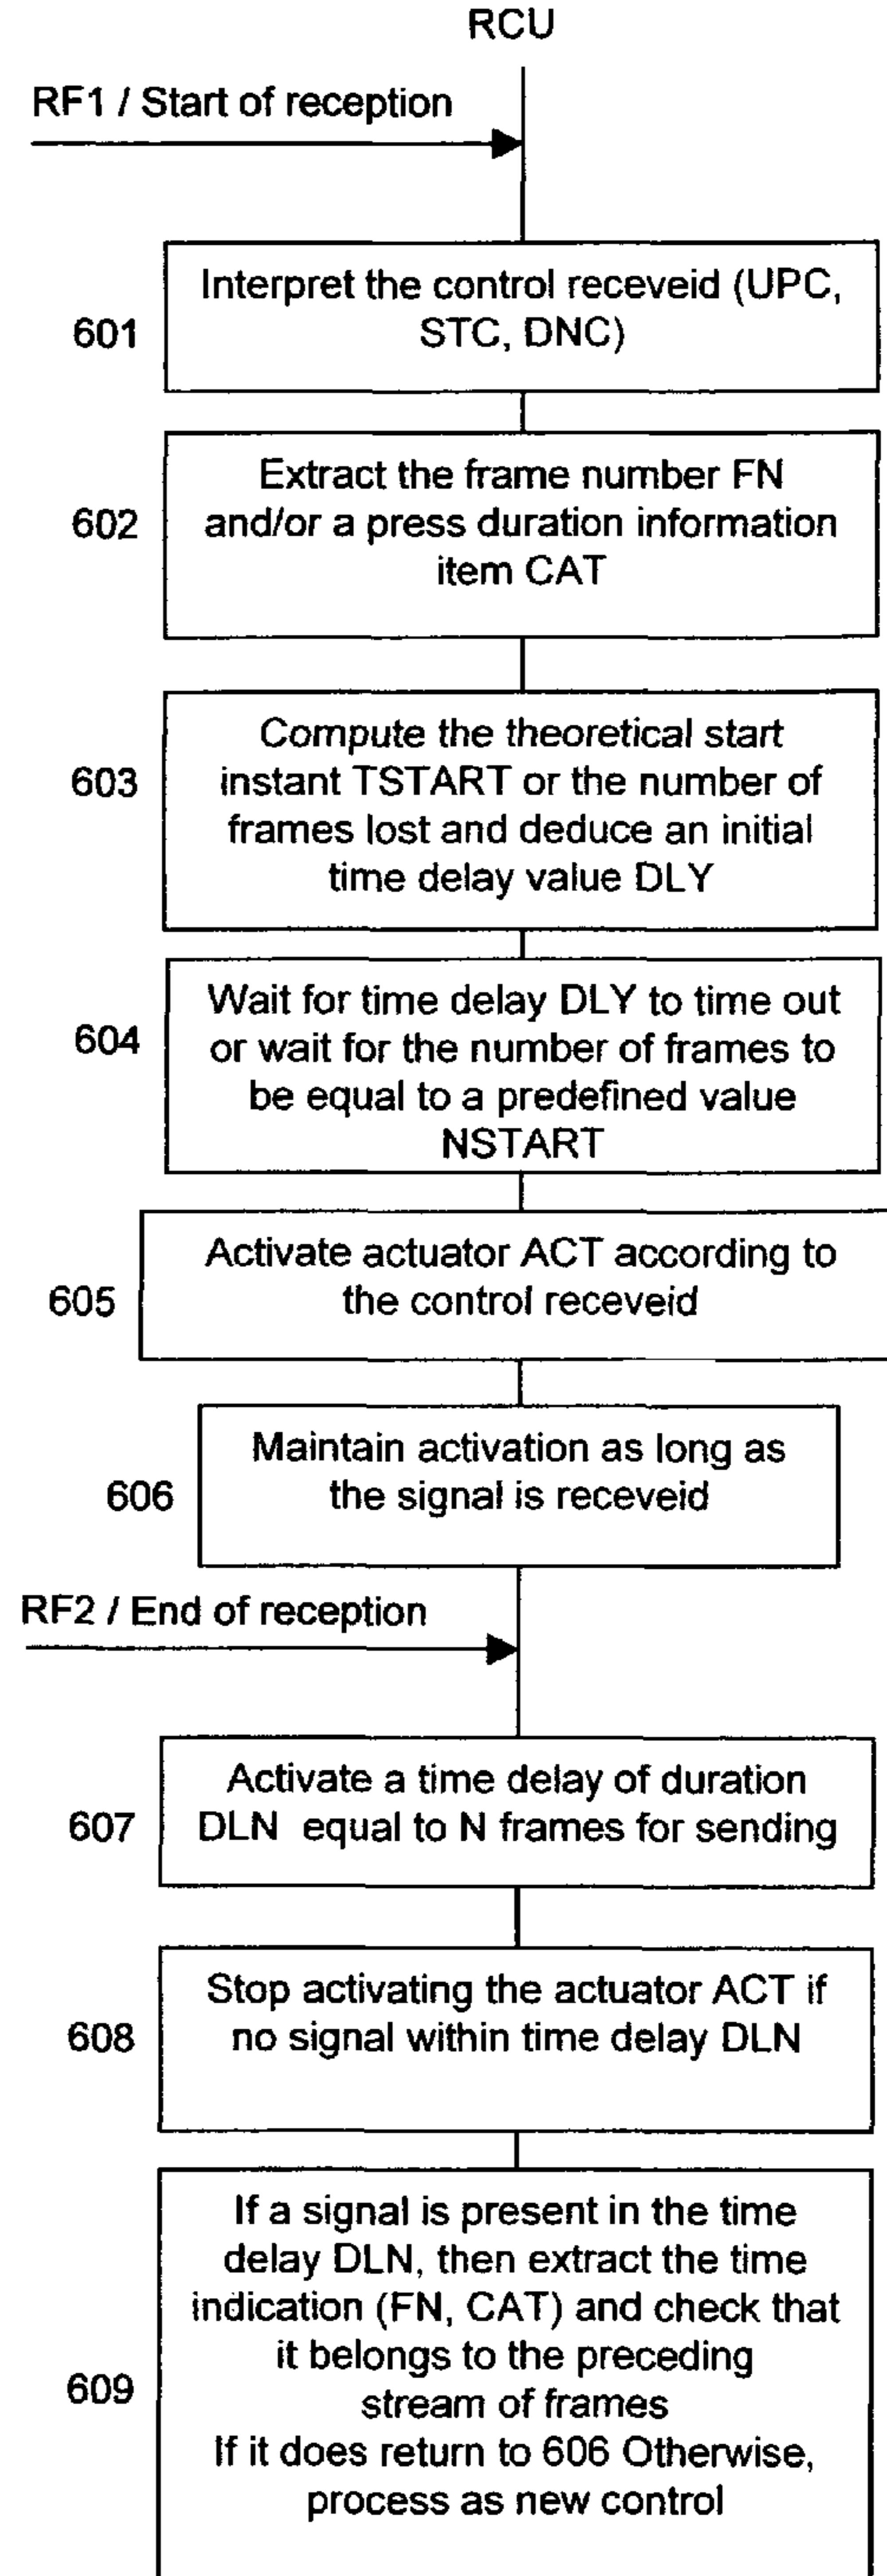 RCU
RF1 / Start of reception
601
Interpret the control receveid (UPC,
STC, DNC)
602
Extract the frame number FN
and/or a press duration information
item CAT
603
Compute the theoretical start
instant TSTART or the number of
frames lost and deduce an initial
time delay value DLY
604
Wait for time delay DLY to time out
or wait for the number of frames to
be equal to a predefined value
NSTART
605
Activate actuator ACT according to
the control receveid
606
Maintain activation as long as
the signal is receveid
RF2 / End of reception
607
Activate a time delay of duration
DLN equal to N frames for sending
608
Stop activating the actuator ACT if
no signal within time delay DLN
609
If a signal is present in the time
delay DLN, then extract the time
indication (FN, CAT) and check that
it belongs to the preceding
stream of frames
If it does return to 606 Otherwise,
process as new control